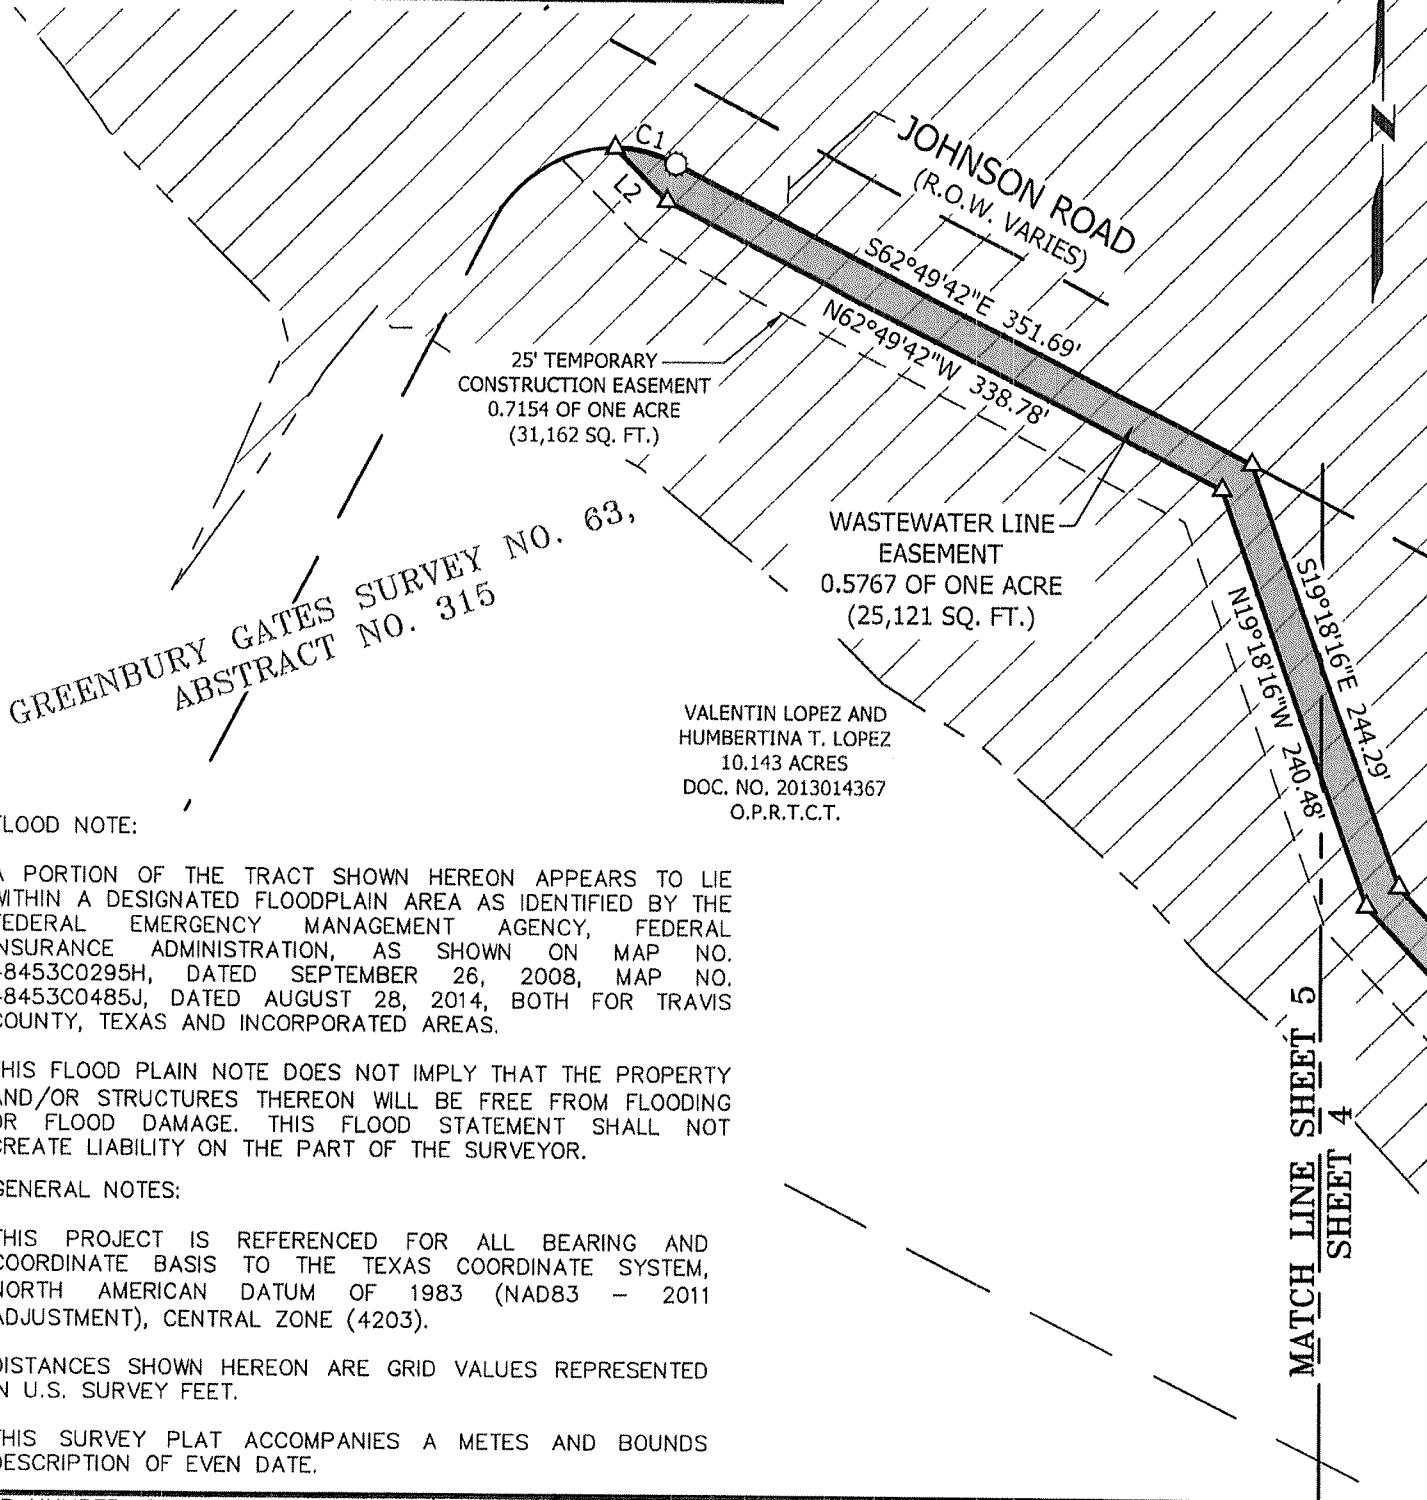 N
C1
L2
JOHNSON ROAD
(R.O.W. VARIES)
S62°49'42"E 351.69'
N62°49'42"W 338.78'
25' TEMPORARY
CONSTRUCTION EASEMENT
0.7154 OF ONE ACRE
(31,162 SQ. FT.)
WASTEWATER LINE
EASEMENT
0.5767 OF ONE ACRE
(25,121 SQ. FT.)
S19°18'16"E 244.29'
N19°18'16"W 240.48'
GREENBURY GATES SURVEY NO. 63,
ABSTRACT NO. 315
VALENTIN LOPEZ AND
HUMBERTINA T. LOPEZ
10.143 ACRES
DOC. NO. 2013014367
O.P.R.T.C.T.
LOOD NOTE:
A PORTION OF THE TRACT SHOWN HEREON APPEARS TO LIE
WITHIN A DESIGNATED FLOODPLAIN AREA AS IDENTIFIED BY THE
FEDERAL EMERGENCY MANAGEMENT AGENCY, FEDERAL
NSURANCE ADMINISTRATION, AS SHOWN ON MAP NO.
8453C0295H, DATED SEPTEMBER 26, 2008, MAP NO.
8453C0485J, DATED AUGUST 28, 2014, BOTH FOR TRAVIS
COUNTY, TEXAS AND INCORPORATED AREAS.
HIS FLOOD PLAIN NOTE DOES NOT IMPLY THAT THE PROPERTY
AND/OR STRUCTURES THEREON WILL BE FREE FROM FLOODING
OR FLOOD DAMAGE. THIS FLOOD STATEMENT SHALL NOT
CREATE LIABILITY ON THE PART OF THE SURVEYOR.
GENERAL NOTES:
THIS PROJECT IS REFERENCED FOR ALL BEARING AND
COORDINATE BASIS TO THE TEXAS COORDINATE SYSTEM,
NORTH AMERICAN DATUM OF 1983 (NAD83 – 2011
ADJUSTMENT), CENTRAL ZONE (4203).
DISTANCES SHOWN HEREON ARE GRID VALUES REPRESENTED
N U.S. SURVEY FEET.
THIS SURVEY PLAT ACCOMPANIES A METES AND BOUNDS
DESCRIPTION OF EVEN DATE.
MATCH LINE SHEET 5
SHEET 4